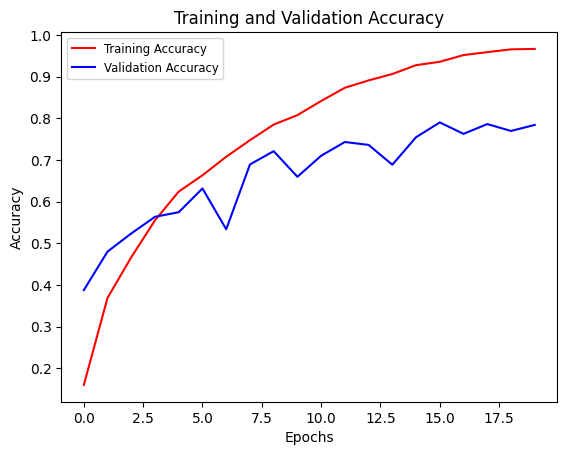 Training and Validation Accuracy
Training Accuracy
Validation Accuracy
1.0
0.9
0.8
0.7
0.6
0.5
0.4
0.3
0.2
Accuracy
0.0 2.5 5.0 7.5 10.0 12.5 15.0 17.5
Epochs